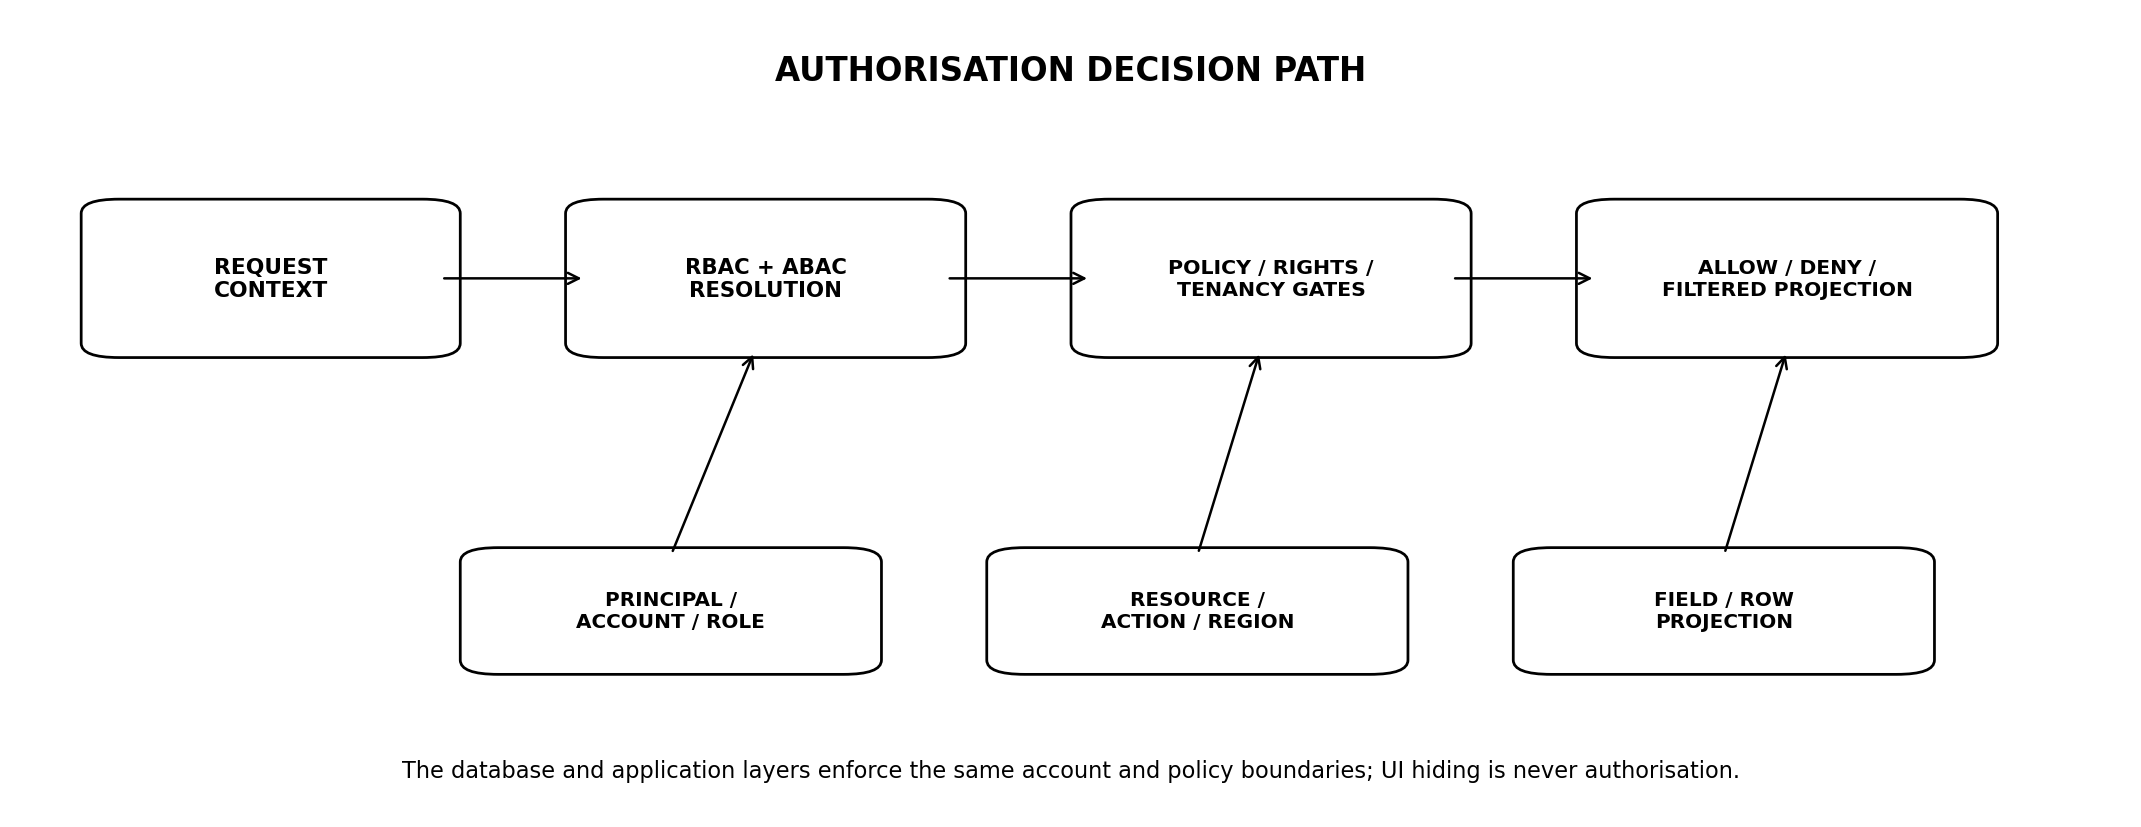 AUTHORISATION DECISION PATH
REQUEST
CONTEXT
RBAC + ABAC
RESOLUTION
POLICY / RIGHTS /
TENANCY GATES
ALLOW / DENY /
FILTERED PROJECTION
PRINCIPAL /
ACCOUNT / ROLE
RESOURCE /
ACTION / REGION
FIELD / ROW
PROJECTION
The database and application layers enforce the same account and policy boundaries; UI hiding is never authorisation.